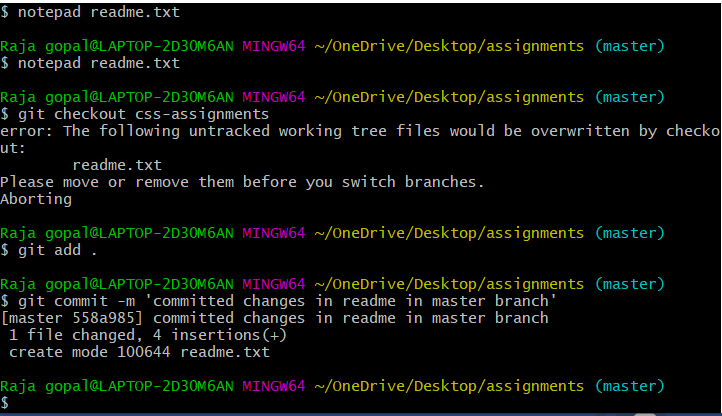 $ notepad readme.txt
Raja gopal@LAPTOP-2D3OM6AN MINGW64 ~/OneDrive/Desktop/assignments (master)
$ notepad readme.txt
Raja gopal@LAPTOP-2D3OM6AN MINGW64 ~/OneDrive/Desktop/assignments (master)
$ git checkout css-assignments
error: The following untracked working tree files would be overwritten by checko
ut:
readme.txt
Please move or remove them before you switch branches.
Aborting
Raja gopal@LAPTOP-2D3OM6AN MINGW64 ~/OneDrive/Desktop/assignments (master)
$ git add .
Raja gopal@LAPTOP-2D3OM6AN MINGW64 ~/OneDrive/Desktop/assignments (master)
$ git commit -m 'committed changes in readme in master branch'
[master 558a985] committed changes in readme in master branch
1 file changed, 4 insertions(+)
create mode 100644 readme.txt
Raja gopal@LAPTOP-2D3OM6AN MINGW64 ~/OneDrive/Desktop/assignments (master)
$